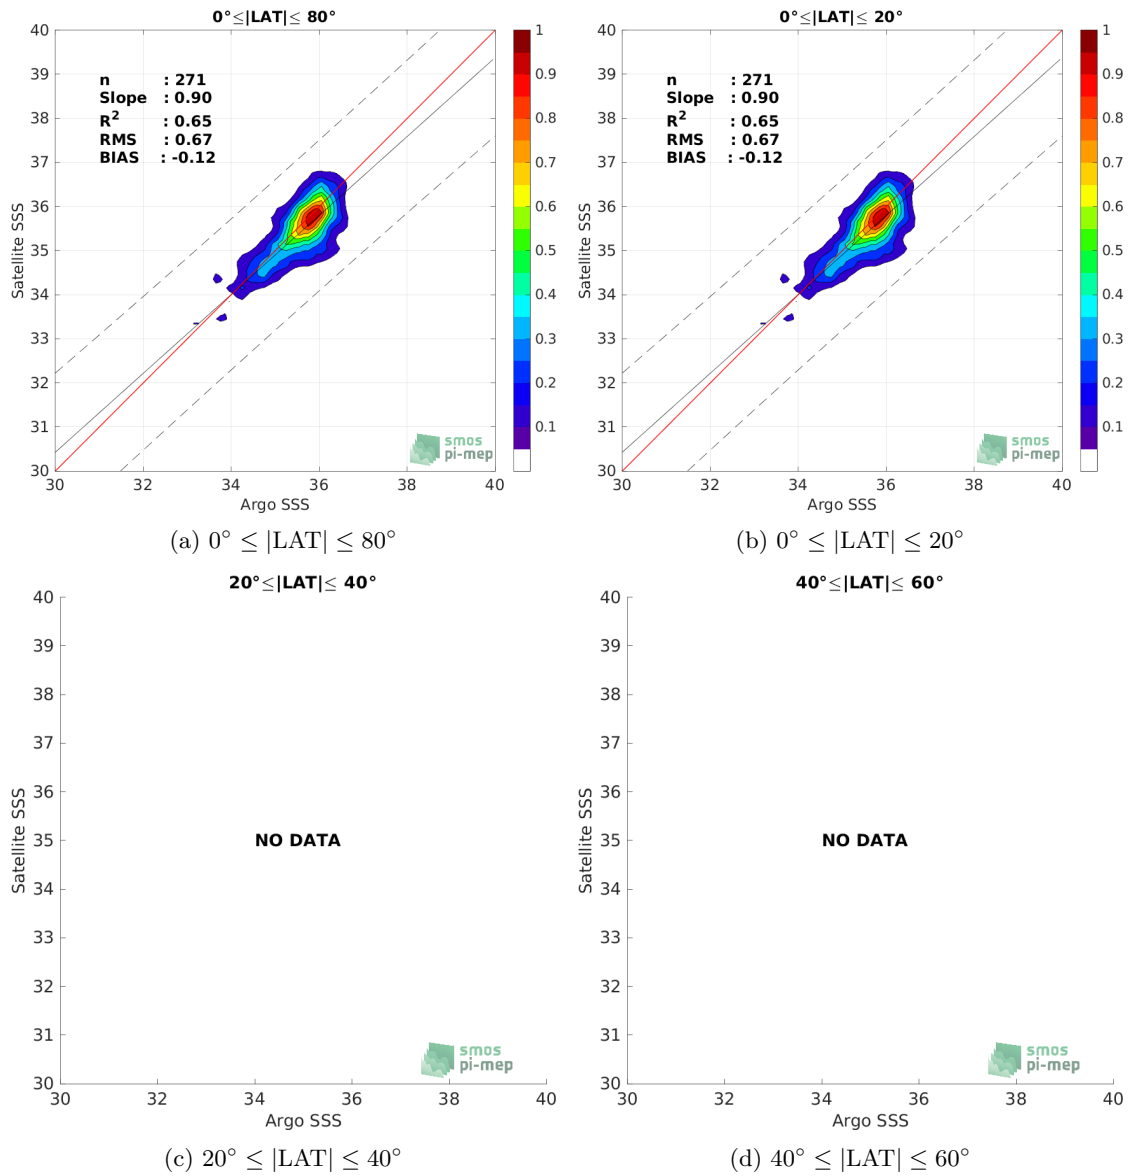 0°≤|LAT|≤ 80°
40
39
38
37
36
35
34
33
32
31
30
Satellite SSS
n : 271
Slope : 0.90
R² : 0.65
RMS : 0.67
BIAS : -0.12
1
0.9
0.8
0.7
0.6
0.5
0.4
0.3
0.2
0.1
smos
pi-mep
30 32 34 36 38 40
Argo SSS
(a) 0° ≤ |LAT| ≤ 80°
0°≤|LAT|≤ 20°
40
39
38
37
36
35
34
33
32
31
30
Satellite SSS
n : 271
Slope : 0.90
R² : 0.65
RMS : 0.67
BIAS : -0.12
1
0.9
0.8
0.7
0.6
0.5
0.4
0.3
0.2
0.1
smos
pi-mep
30 32 34 36 38 40
Argo SSS
(b) 0° ≤ |LAT| ≤ 20°
20°≤|LAT|≤ 40°
40
39
38
37
36
35
34
33
32
31
30
Satellite SSS
NO DATA
smos
pi-mep
30 32 34 36 38 40
Argo SSS
(c) 20° ≤ |LAT| ≤ 40°
40°≤|LAT|≤ 60°
40
39
38
37
36
35
34
33
32
31
30
Satellite SSS
NO DATA
smos
pi-mep
30 32 34 36 38 40
Argo SSS
(d) 40° ≤ |LAT| ≤ 60°